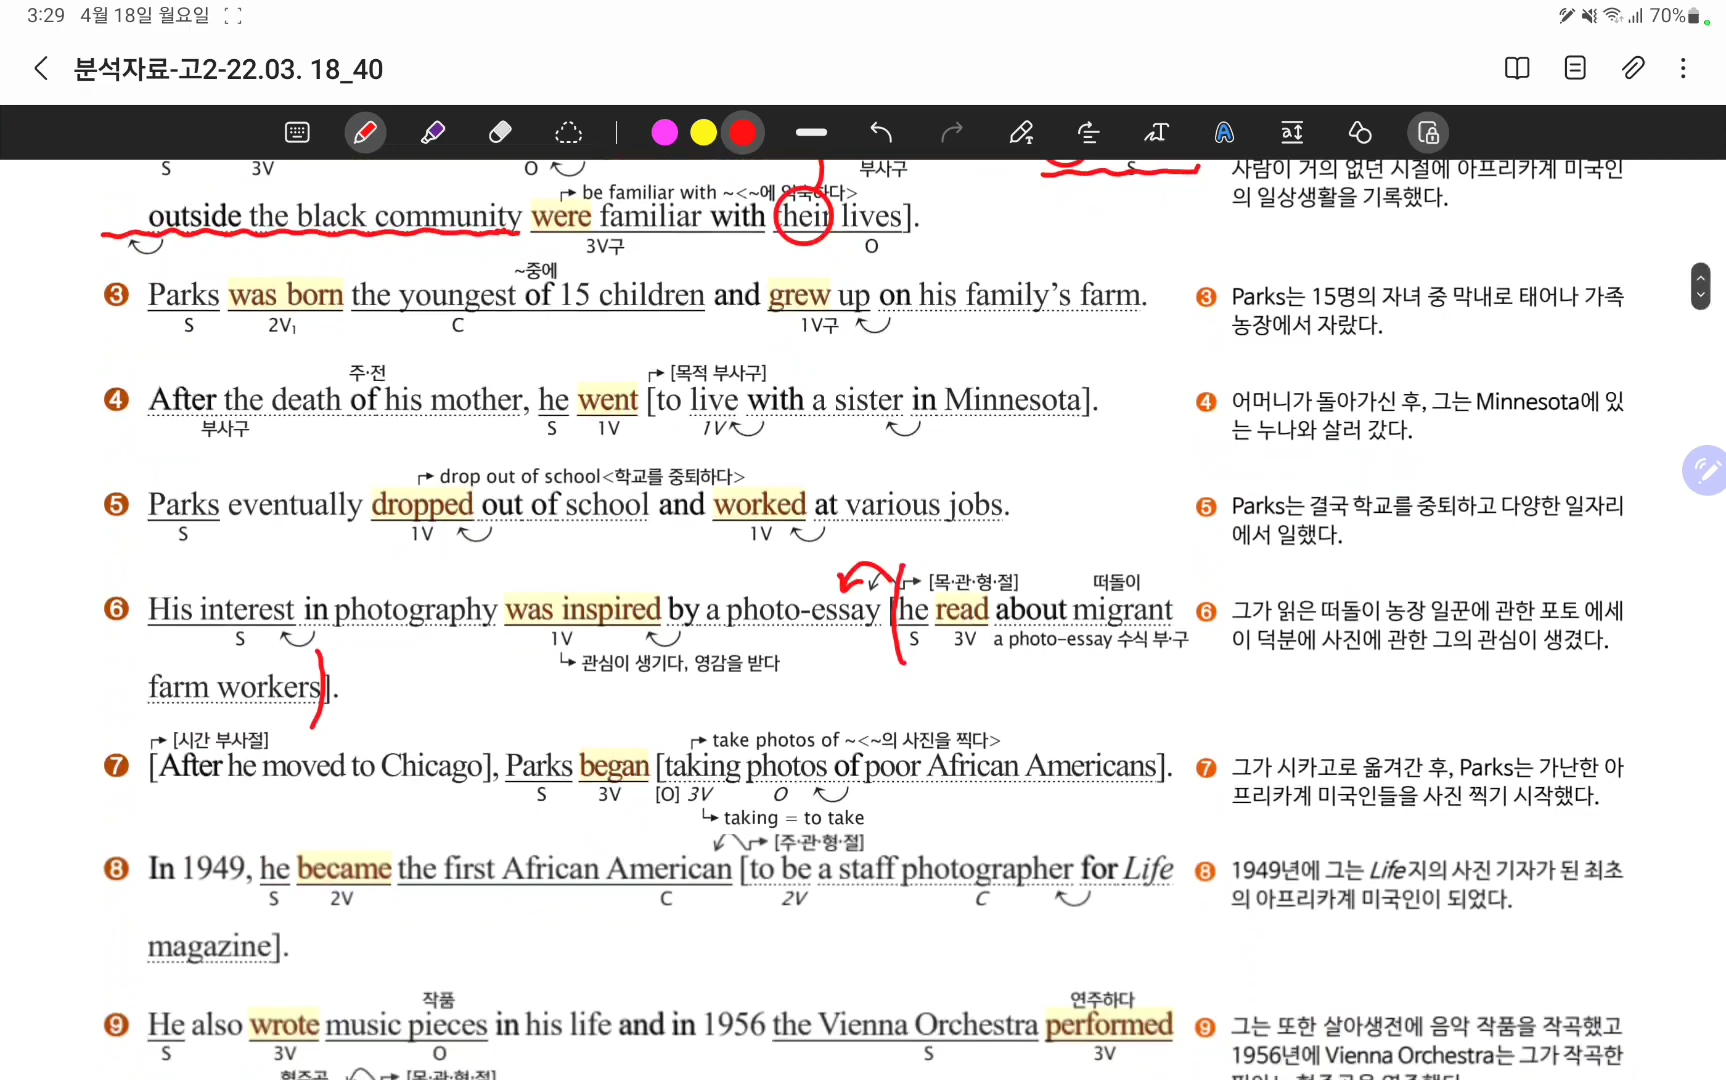 3:29 4월 18일 월요일
70%
분석자료-고2-22.03. 18_40
S 3V O 부사구 S
be familiar with ~<~에 익숙하다>
outside the black community were familiar with their lives].
3V구 O
사람이 거의 없던 시절에 아프리카계 미국인
의 일상생활을 기록했다.
~중에
❸ Parks was born the youngest of 15 children and grew up on his family's farm.
S 2V₁ C 1V구
❸ Parks는 15명의 자녀 중 막내로 태어나 가족
농장에서 자랐다.
주·전 [목적 부사구]
❹ After the death of his mother, he went [to live with a sister in Minnesota].
부사구 S 1V 1V
❹ 어머니가 돌아가신 후, 그는 Minnesota에 있
는 누나와 살러 갔다.
drop out of school<학교를 중퇴하다>
❺ Parks eventually dropped out of school and worked at various jobs.
S 1V 1V
❺ Parks는 결국 학교를 중퇴하고 다양한 일자리
에서 일했다.
[목·관·형·절] 떠돌이
❻ His interest in photography was inspired by a photo-essay [he read about migrant
S 1V S 3V a photo-essay 수식 부·구
관심이 생기다, 영감을 받다
farm workers].
❻ 그가 읽은 떠돌이 농장 일꾼에 관한 포토 에세
이 덕분에 사진에 관한 그의 관심이 생겼다.
[시간 부사절] take photos of ~<~의 사진을 찍다>
❼ [After he moved to Chicago], Parks began [taking photos of poor African Americans].
S 3V [O] 3V O
taking = to take
❼ 그가 시카고로 옮겨간 후, Parks는 가난한 아
프리카계 미국인들을 사진 찍기 시작했다.
[주·관·형·절]
❽ In 1949, he became the first African American [to be a staff photographer for Life
S 2V C 2V C
magazine].
❽ 1949년에 그는 Life지의 사진 기자가 된 최초
의 아프리카계 미국인이 되었다.
작품 연주하다
❾ He also wrote music pieces in his life and in 1956 the Vienna Orchestra performed
S 3V O S 3V
❾ 그는 또한 살아생전에 음악 작품을 작곡했고
1956년에 Vienna Orchestra는 그가 작곡한
[목·관·형·절]